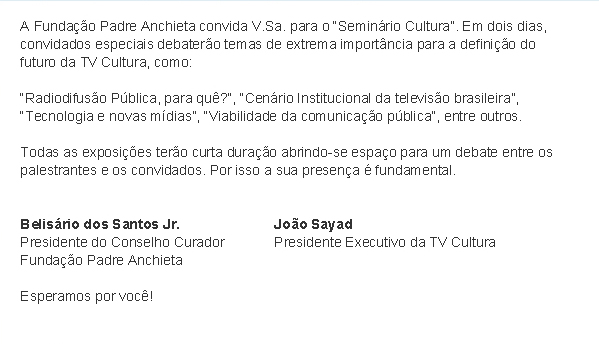 A Fundação Padre Anchieta convida V.Sa. para o "Seminário Cultura". Em dois dias,
convidados especiais debaterão temas de extrema importância para a definição do
futuro da TV Cultura, como:
"Radiodifusão Pública, para quê?", "Cenário Institucional da televisão brasileira",
"Tecnologia e novas mídias", "Viabilidade da comunicação pública", entre outros.
Todas as exposições terão curta duração abrindo-se espaço para um debate entre os
palestrantes e os convidados. Por isso a sua presença é fundamental.
Belisário dos Santos Jr. João Sayad
Presidente do Conselho Curador Presidente Executivo da TV Cultura
Fundação Padre Anchieta
Esperamos por você!